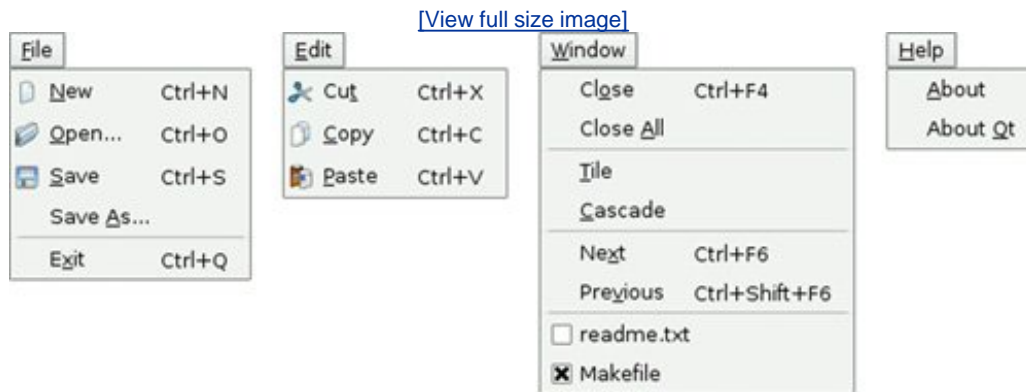 [View full size image]
File
New Ctrl+N
Open... Ctrl+O
Save Ctrl+S
Save As...
Exit Ctrl+Q
Edit
Cut Ctrl+X
Copy Ctrl+C
Paste Ctrl+V
Window
Close Ctrl+F4
Close All
Tile
Cascade
Next Ctrl+F6
Previous Ctrl+Shift+F6
readme.txt
Makefile
Help
About
About Qt